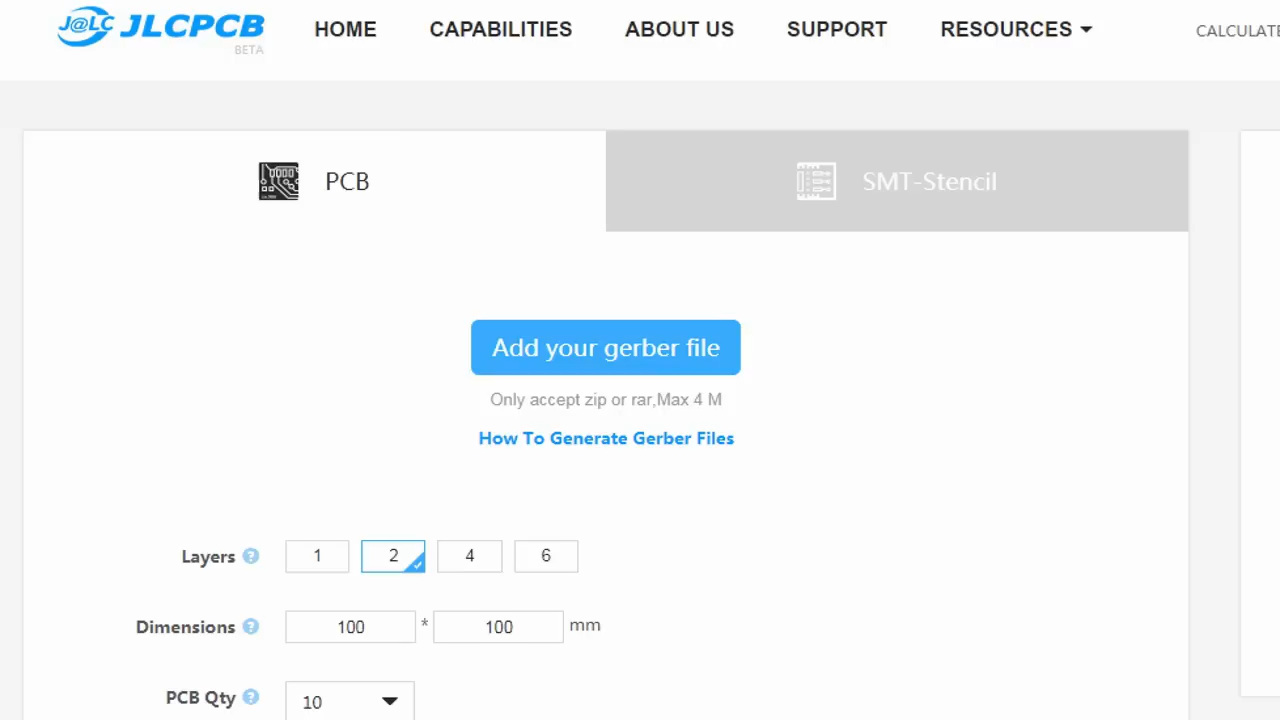 J@LC JLCPCB
BETA
HOME CAPABILITIES ABOUT US SUPPORT RESOURCES CALCULATE
PCB
SMT-Stencil
Add your gerber file
Only accept zip or rar,Max 4 M
How To Generate Gerber Files
Layers ? 1 2 4 6
Dimensions ? 100 * 100 mm
PCB Qty ? 10